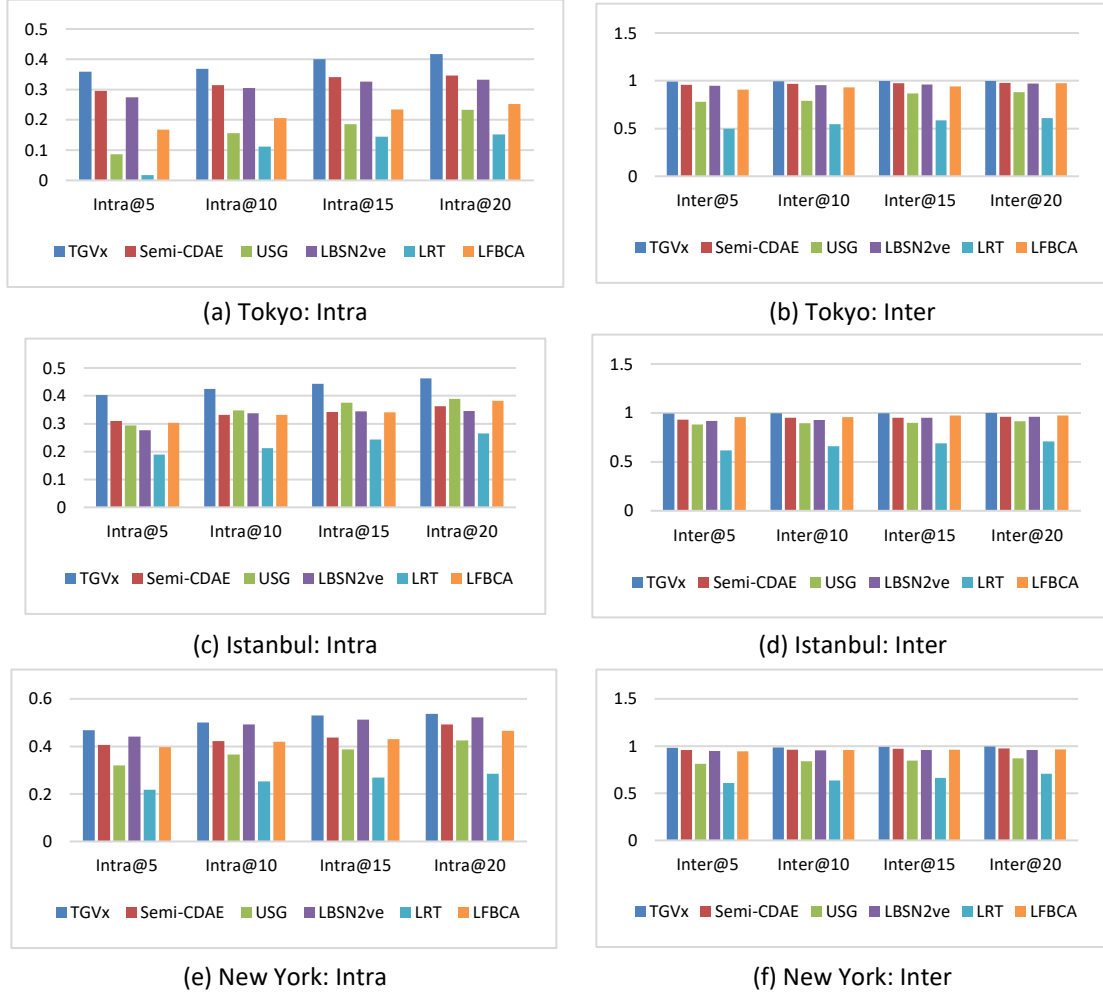 0.5
0.4
0.3
0.2
0.1
0
Intra@5 Intra@10 Intra@15 Intra@20
TGVx Semi-CDAE USG LBSN2ve LRT LFBCA
(a) Tokyo: Intra
1.5
1
0.5
0
Inter@5 Inter@10 Inter@15 Inter@20
TGVx Semi-CDAE USG LBSN2ve LRT LFBCA
(b) Tokyo: Inter
0.5
0.4
0.3
0.2
0.1
0
Intra@5 Intra@10 Intra@15 Intra@20
TGVx Semi-CDAE USG LBSN2ve LRT LFBCA
(c) Istanbul: Intra
1.5
1
0.5
0
Inter@5 Inter@10 Inter@15 Inter@20
TGVx Semi-CDAE USG LBSN2ve LRT LFBCA
(d) Istanbul: Inter
0.6
0.4
0.2
0
Intra@5 Intra@10 Intra@15 Intra@20
TGVx Semi-CDAE USG LBSN2ve LRT LFBCA
(e) New York: Intra
1.5
1
0.5
0
Inter@5 Inter@10 Inter@15 Inter@20
TGVx Semi-CDAE USG LBSN2ve LRT LFBCA
(f) New York: Inter